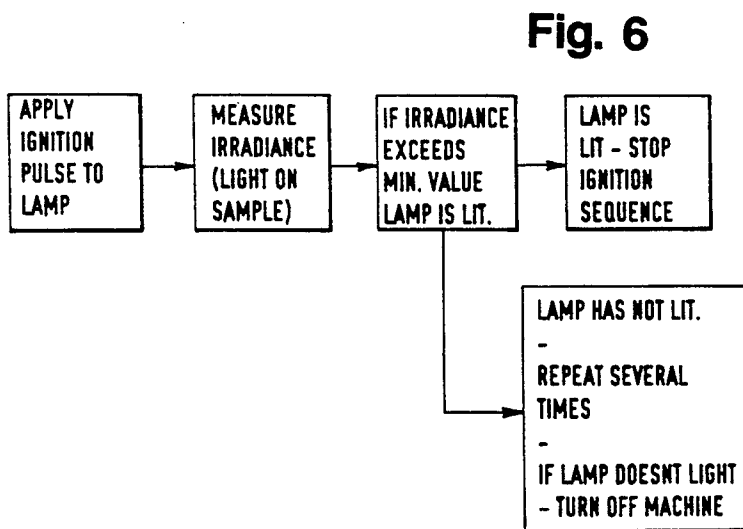 Fig. 6
APPLY
IGNITION
PULSE TO
LAMP
MEASURE
IRRADIANCE
(LIGHT ON
SAMPLE)
IF IRRADIANCE
EXCEEDS
MIN. VALUE
LAMP IS LIT.
LAMP IS
LIT - STOP
IGNITION
SEQUENCE
LAMP HAS NOT LIT.
-
REPEAT SEVERAL
TIMES
-
IF LAMP DOESNT LIGHT
- TURN OFF MACHINE